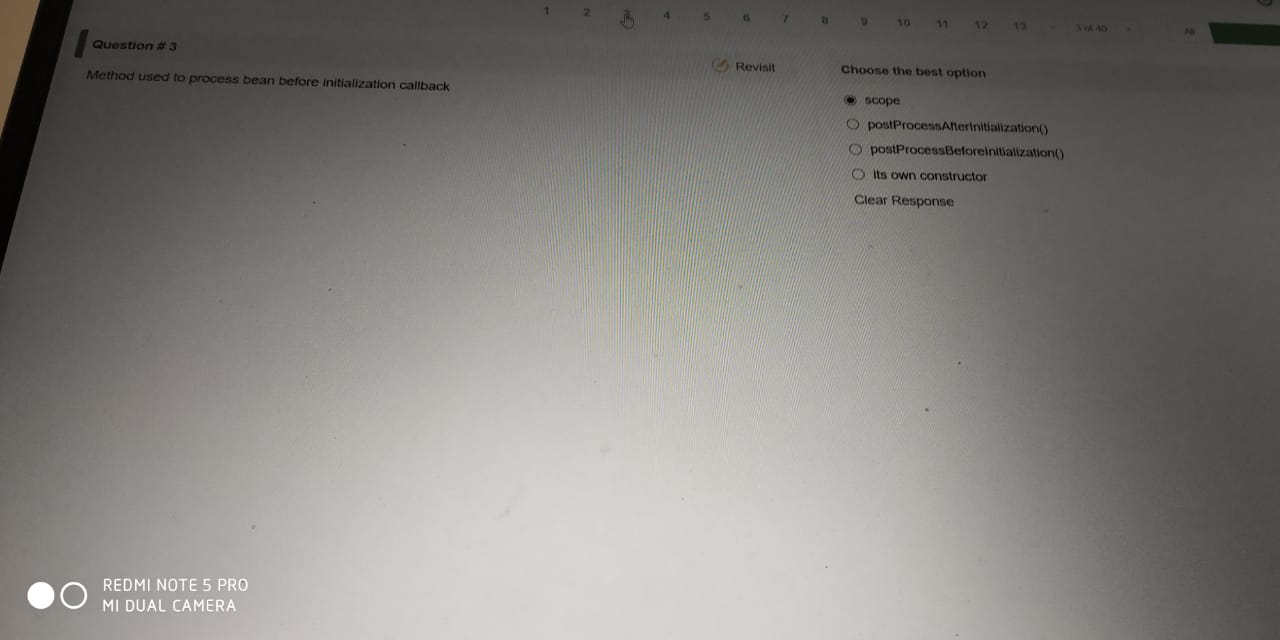 1 2 3 4 5 6 7 8 9 10 11 12 13 3 of 40 All
Question # 3
Revisit
Method used to process bean before initialization callback
Choose the best option
scope
postProcessAfterInitialization()
postProcessBeforeInitialization()
Its own constructor
Clear Response
REDMI NOTE 5 PRO
MI DUAL CAMERA